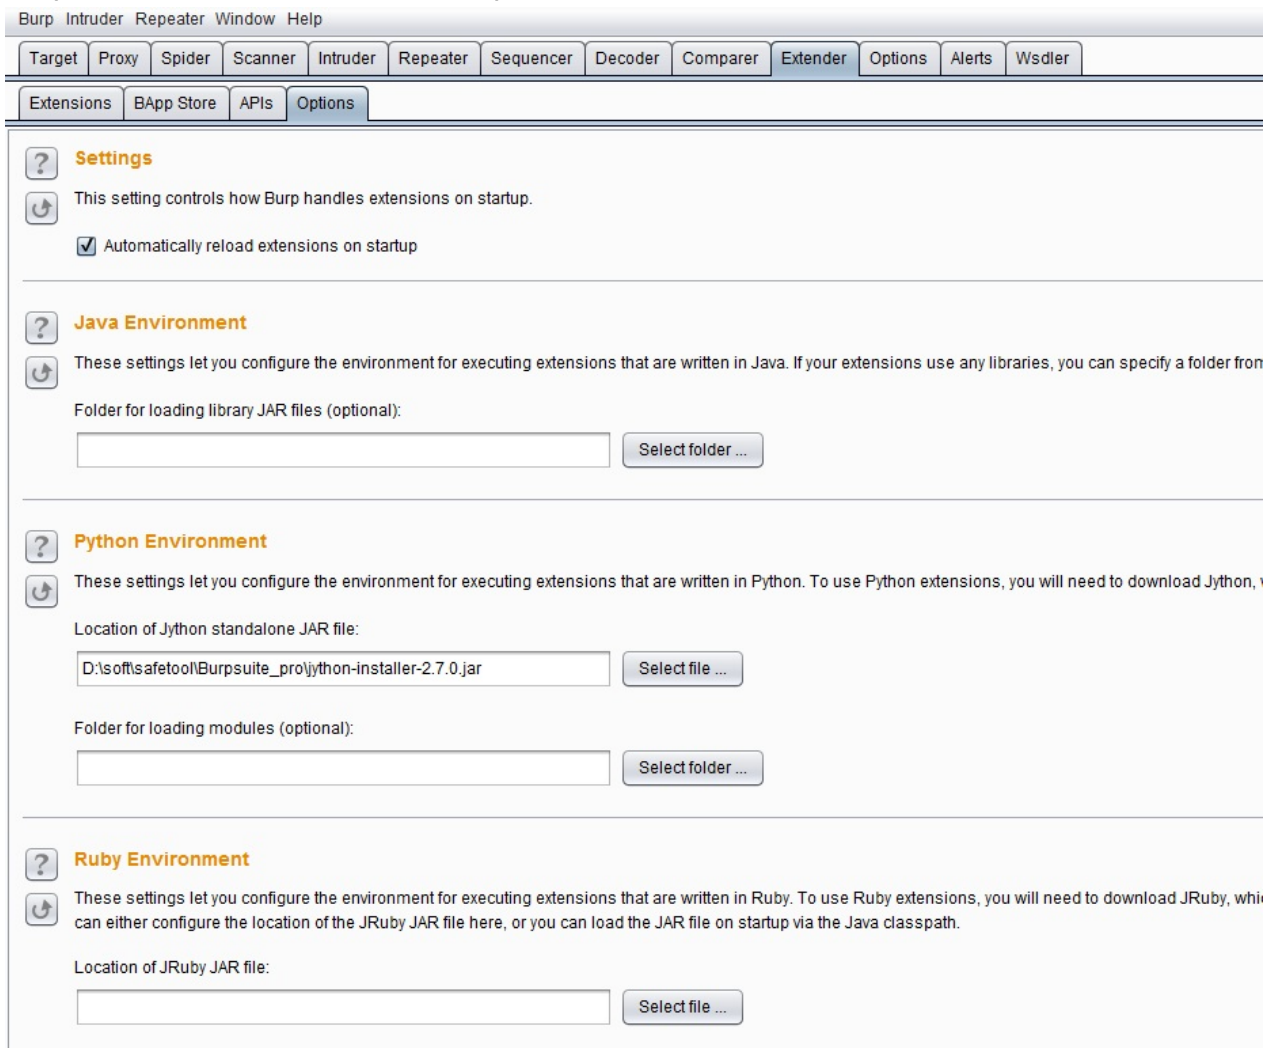 Burp Intruder Repeater Window Help
Target Proxy Spider Scanner Intruder Repeater Sequencer Decoder Comparer Extender Options Alerts Wsdler
Extensions BApp Store APIs Options
? Settings
This setting controls how Burp handles extensions on startup.
Automatically reload extensions on startup
? Java Environment
These settings let you configure the environment for executing extensions that are written in Java. If your extensions use any libraries, you can specify a folder from
Folder for loading library JAR files (optional):
Select folder ...
? Python Environment
These settings let you configure the environment for executing extensions that are written in Python. To use Python extensions, you will need to download Jython,
Location of Jython standalone JAR file:
D:\soft\safetool\Burpsuite_pro\jython-installer-2.7.0.jar Select file ...
Folder for loading modules (optional):
Select folder ...
? Ruby Environment
These settings let you configure the environment for executing extensions that are written in Ruby. To use Ruby extensions, you will need to download JRuby, whi
can either configure the location of the JRuby JAR file here, or you can load the JAR file on startup via the Java classpath.
Location of JRuby JAR file:
Select file ...